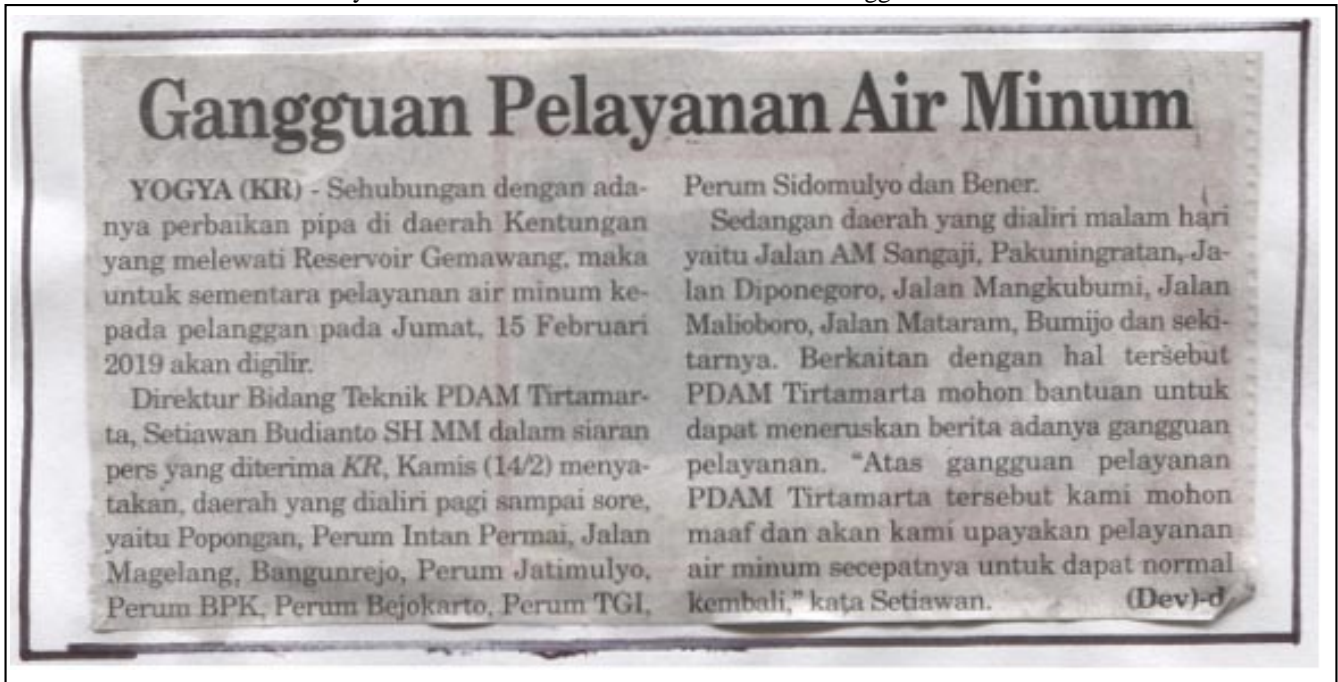 Gangguan Pelayanan Air Minum
YOGYA (KR) - Sehubungan dengan ada-
nya perbaikan pipa di daerah Kentungan
yang melewati Reservoir Gemawang, maka
untuk sementara pelayanan air minum ke-
pada pelanggan pada Jumat, 15 Februari
2019 akan digilir.
Direktur Bidang Teknik PDAM Tirtamar-
ta, Setiawan Budianto SH MM dalam siaran
pers yang diterima KR, Kamis (14/2) menya-
takan, daerah yang dialiri pagi sampai sore,
yaitu Popongan, Perum Intan Permai, Jalan
Magelang, Bangunrejo, Perum Jatimulyo,
Perum BPK, Perum Bejokarto, Perum TGI,
Perum Sidomulyo dan Bener.
Sedangan daerah yang dialiri malam hari
yaitu Jalan AM Sangaji, Pakuningratan, Ja-
lan Diponegoro, Jalan Mangkubumi, Jalan
Malioboro, Jalan Mataram, Bumijo dan seki-
tarnya. Berkaitan dengan hal tersebut
PDAM Tirtamarta mohon bantuan untuk
dapat meneruskan berita adanya gangguan
pelayanan. "Atas gangguan pelayanan
PDAM Tirtamarta tersebut kami mohon
maaf dan akan kami upayakan pelayanan
air minum secepatnya untuk dapat normal
kembali," kata Setiawan. (Dev)-d